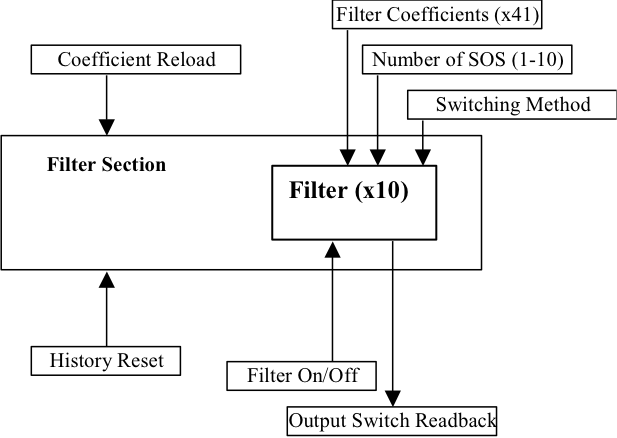 Filter Coefficients (x41)
Coefficient Reload
Number of SOS (1-10)
Switching Method
Filter Section
Filter (x10)
History Reset
Filter On/Off
Output Switch Readback